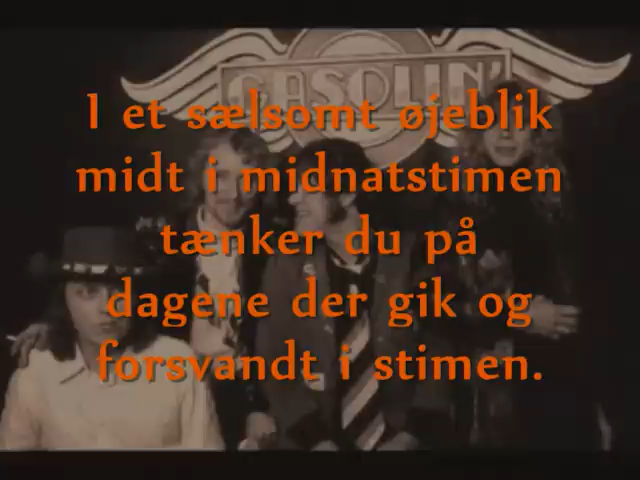 GASOLIN'
I et sælsomt øjeblik
midt i midnatstimen
tænker du på
dagene der gik og
forsvandt i stimen.